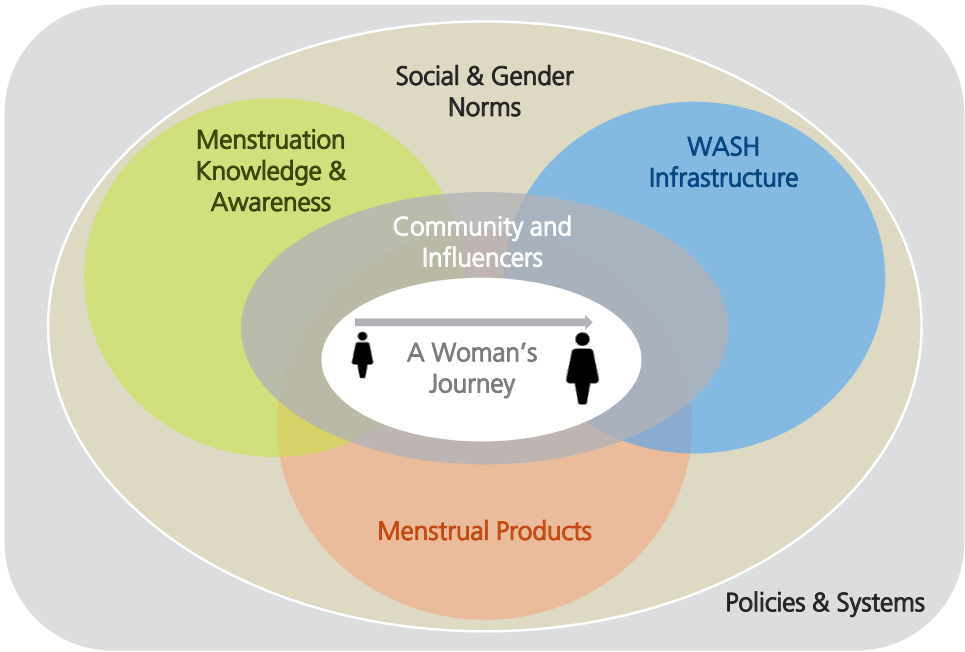 Social & Gender
Norms
Menstruation
Knowledge &
Awareness
WASH
Infrastructure
Community and
Influencers
A Woman's
Journey
Menstrual Products
Policies & Systems